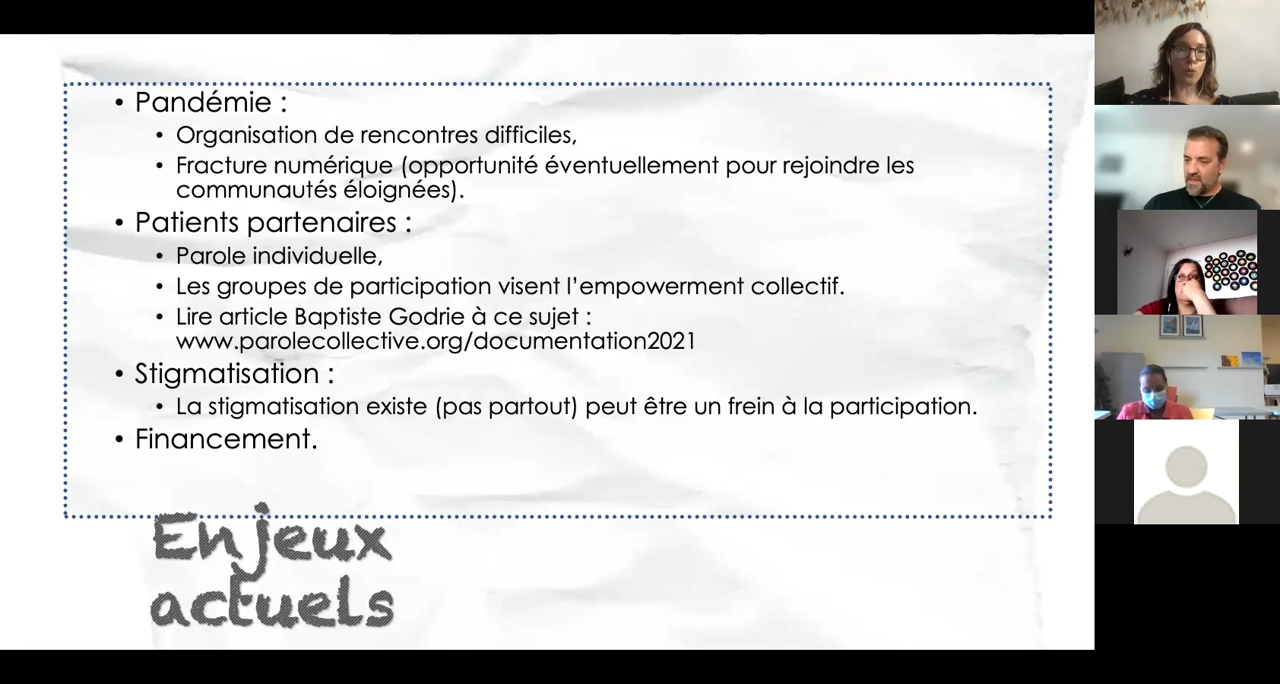 • Pandémie :
• Organisation de rencontres difficiles,
• Fracture numérique (opportunité éventuellement pour rejoindre les
communautés éloignées).
• Patients partenaires :
• Parole individuelle,
• Les groupes de participation visent l’empowerment collectif.
• Lire article Baptiste Godrie à ce sujet :
www.parolecollective.org/documentation2021
• Stigmatisation :
• La stigmatisation existe (pas partout) peut être un frein à la participation.
• Financement.
Enjeux
actuels